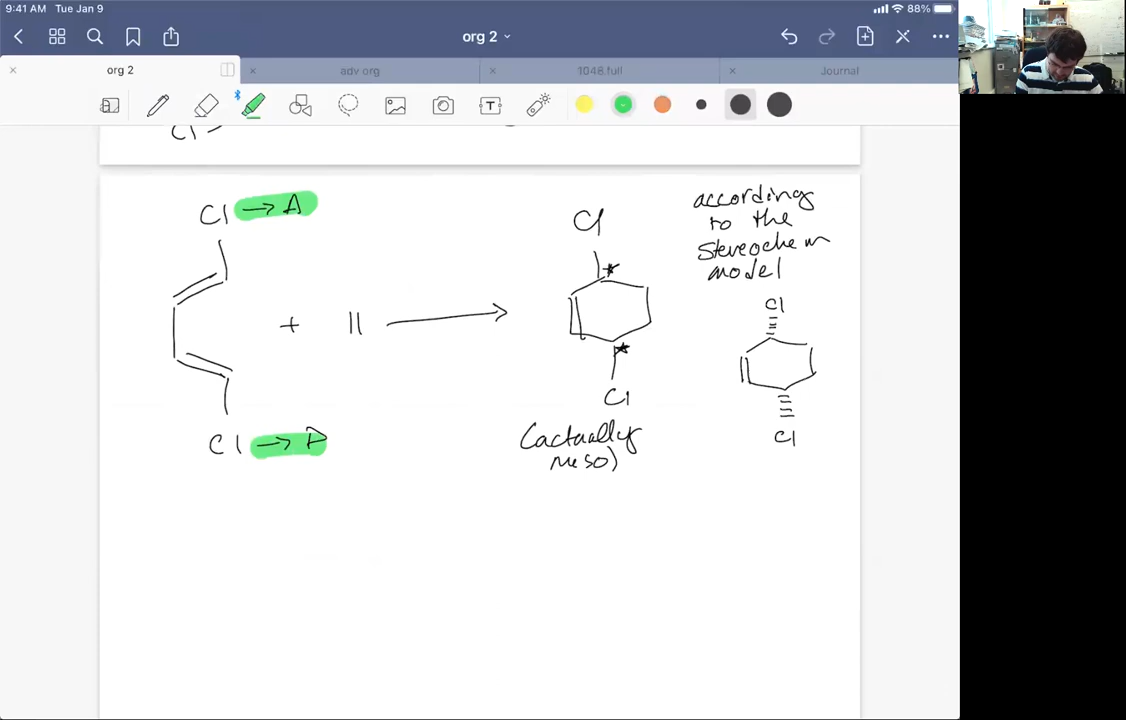 9:41 AM Tue Jan 9
88%
org 2
org 2
adv org
1048.full
Journal
T
Cl
Cl → A
Cl
according
to the
stereochem
model
Cl
+
Cl
Cl
Cl →
(actually
meso)